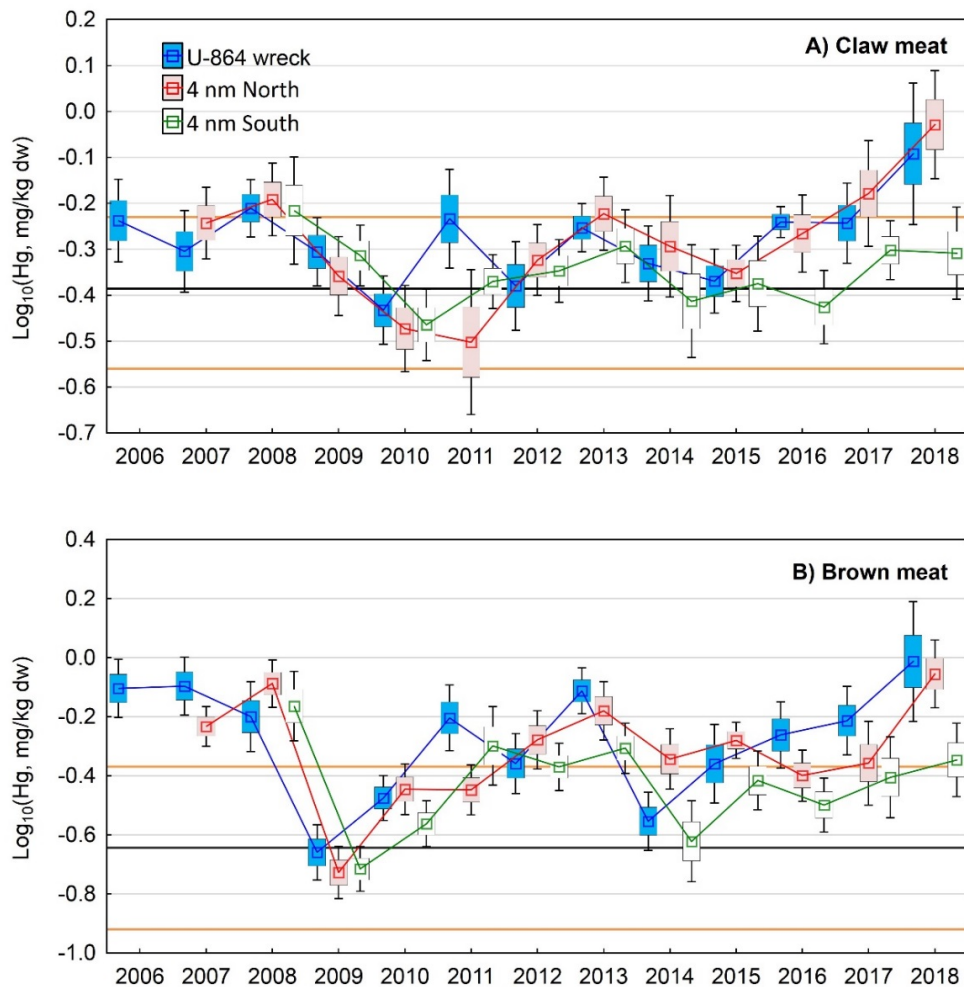 0.2
A) Claw meat
U-864 wreck
4 nm North
4 nm South
0.1
0.0
-0.1
-0.2
-0.3
-0.4
-0.5
-0.6
-0.7
Log10(Hg, mg/kg dw)
2006 2007 2008 2009 2010 2011 2012 2013 2014 2015 2016 2017 2018
0.4
B) Brown meat
0.2
0.0
-0.2
-0.4
-0.6
-0.8
-1.0
Log10(Hg, mg/kg dw)
2006 2007 2008 2009 2010 2011 2012 2013 2014 2015 2016 2017 2018